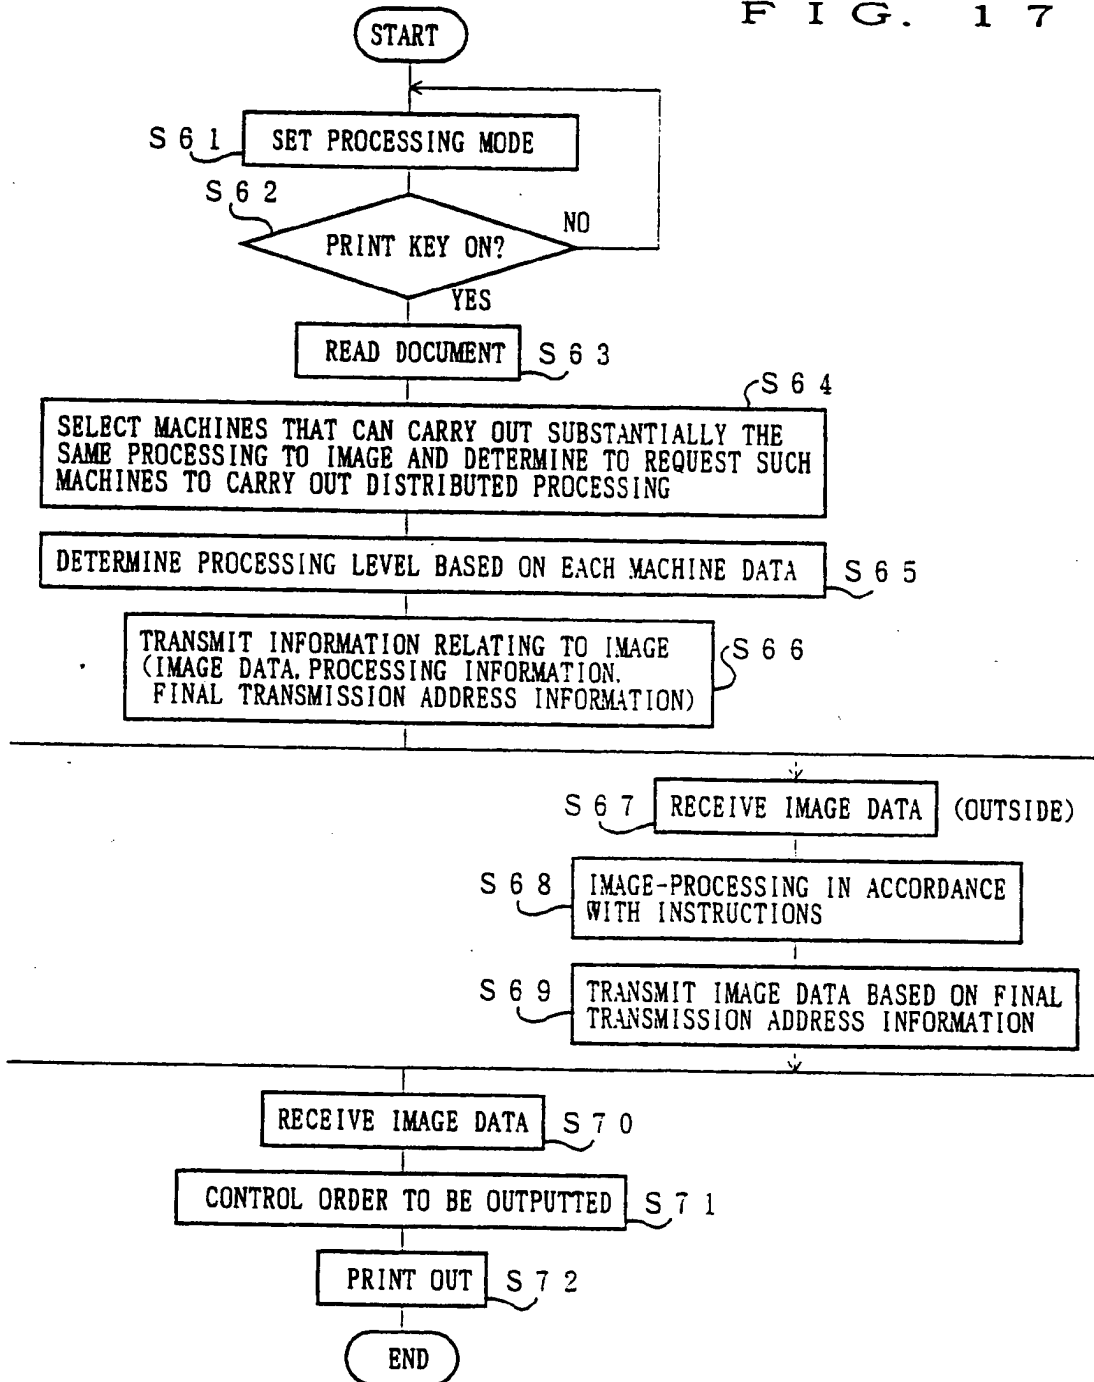 F I G. 1 7
START
S 6 1
SET PROCESSING MODE
S 6 2
PRINT KEY ON?
NO
YES
READ DOCUMENT
S 6 3
S 6 4
SELECT MACHINES THAT CAN CARRY OUT SUBSTANTIALLY THE
SAME PROCESSING TO IMAGE AND DETERMINE TO REQUEST SUCH
MACHINES TO CARRY OUT DISTRIBUTED PROCESSING
DETERMINE PROCESSING LEVEL BASED ON EACH MACHINE DATA
S 6 5
TRANSMIT INFORMATION RELATING TO IMAGE
(IMAGE DATA, PROCESSING INFORMATION,
FINAL TRANSMISSION ADDRESS INFORMATION)
S 6 6
S 6 7
RECEIVE IMAGE DATA
(OUTSIDE)
S 6 8
IMAGE-PROCESSING IN ACCORDANCE
WITH INSTRUCTIONS
S 6 9
TRANSMIT IMAGE DATA BASED ON FINAL
TRANSMISSION ADDRESS INFORMATION
RECEIVE IMAGE DATA
S 7 0
CONTROL ORDER TO BE OUTPUTTED
S 7 1
PRINT OUT
S 7 2
END